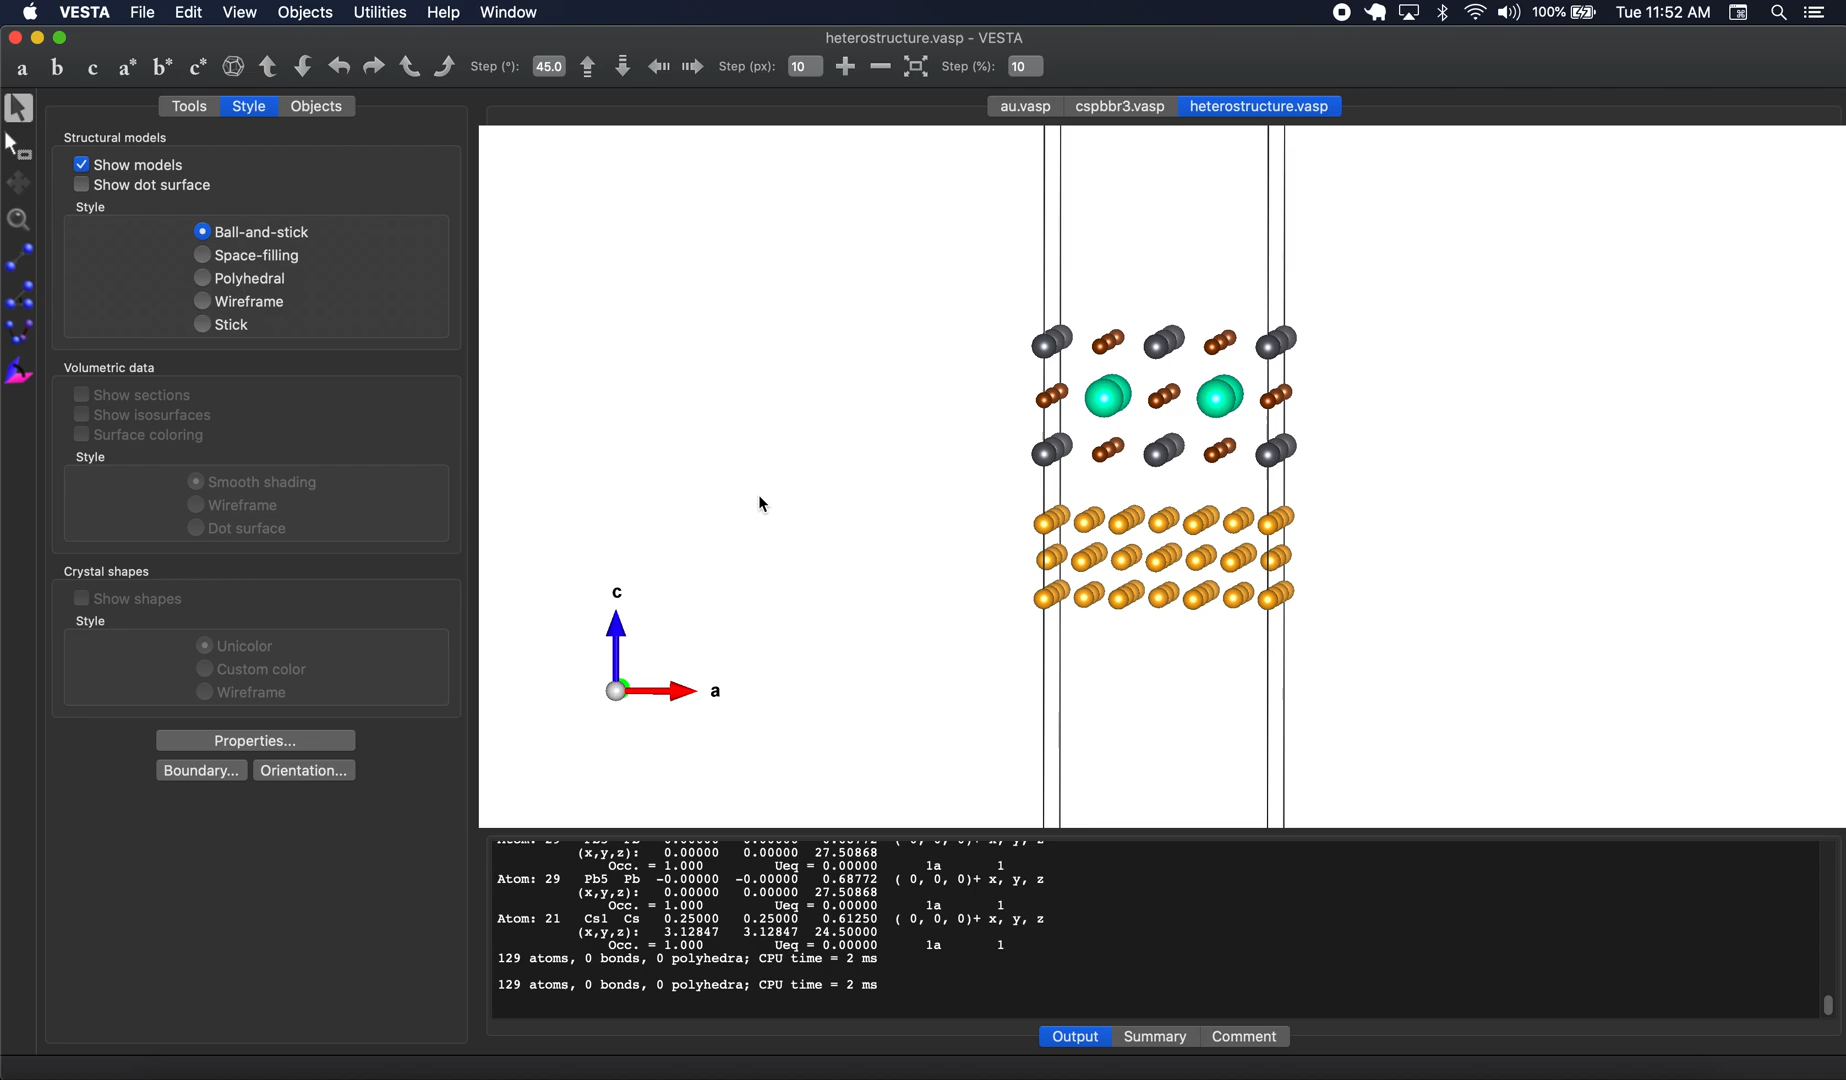 VESTA File Edit View Objects Utilities Help Window 100% Tue 11:52 AM
heterostructure.vasp - VESTA
a b c a* b* c* Step (°): 45.0 Step (px): 10 Step (%): 10
Tools Style Objects
au.vasp cspbbr3.vasp heterostructure.vasp
Structural models
Show models
Show dot surface
Style
Ball-and-stick
Space-filling
Polyhedral
Wireframe
Stick
Volumetric data
Show sections
Show isosurfaces
Surface coloring
Style
Smooth shading
Wireframe
Dot surface
Crystal shapes
Show shapes
Style
Unicolor
Custom color
Wireframe
Properties...
Boundary... Orientation...
c
a
(x,y,z): 0.00000 0.00000 27.50868
Occ. = 1.000 Ueq = 0.00000 1a 1
Atom: 29 Pb5 Pb -0.00000 -0.00000 0.68772 ( 0, 0, 0)+ x, y, z
(x,y,z): 0.00000 0.00000 27.50868
Occ. = 1.000 Ueq = 0.00000 1a 1
Atom: 21 Cs1 Cs 0.25000 0.25000 0.61250 ( 0, 0, 0)+ x, y, z
(x,y,z): 3.12847 3.12847 24.50000
Occ. = 1.000 Ueq = 0.00000 1a 1
129 atoms, 0 bonds, 0 polyhedra; CPU time = 2 ms
129 atoms, 0 bonds, 0 polyhedra; CPU time = 2 ms
Output Summary Comment